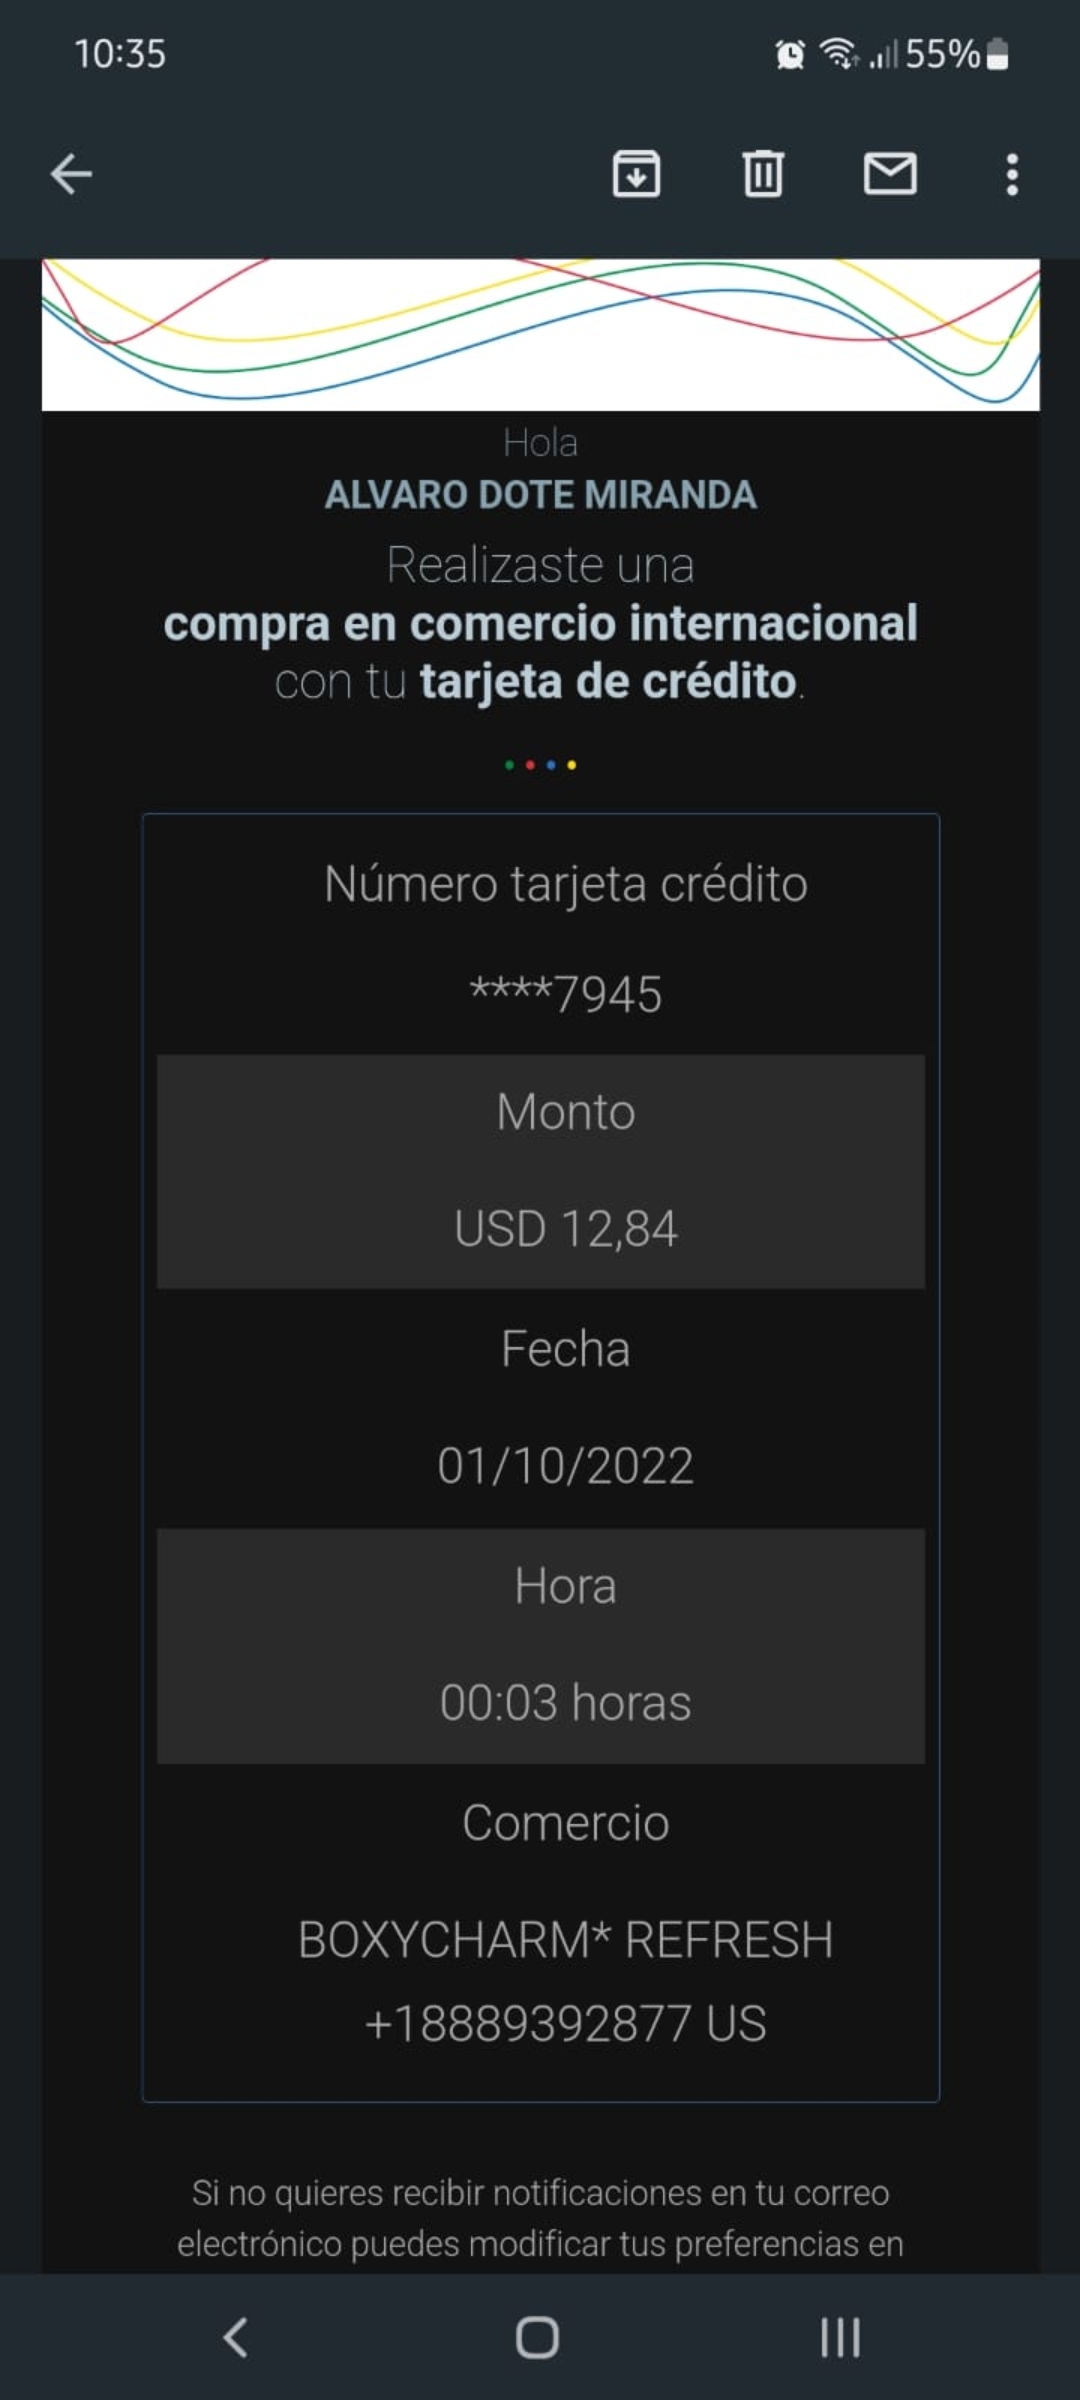 10:35
55%
Hola
ALVARO DOTE MIRANDA
Realizaste una
compra en comercio internacional
con tu tarjeta de crédito.
Número tarjeta crédito
****7945
Monto
USD 12,84
Fecha
01/10/2022
Hora
00:03 horas
Comercio
BOXYCHARM* REFRESH
+18889392877 US
Si no quieres recibir notificaciones en tu correo
electrónico puedes modificar tus preferencias en